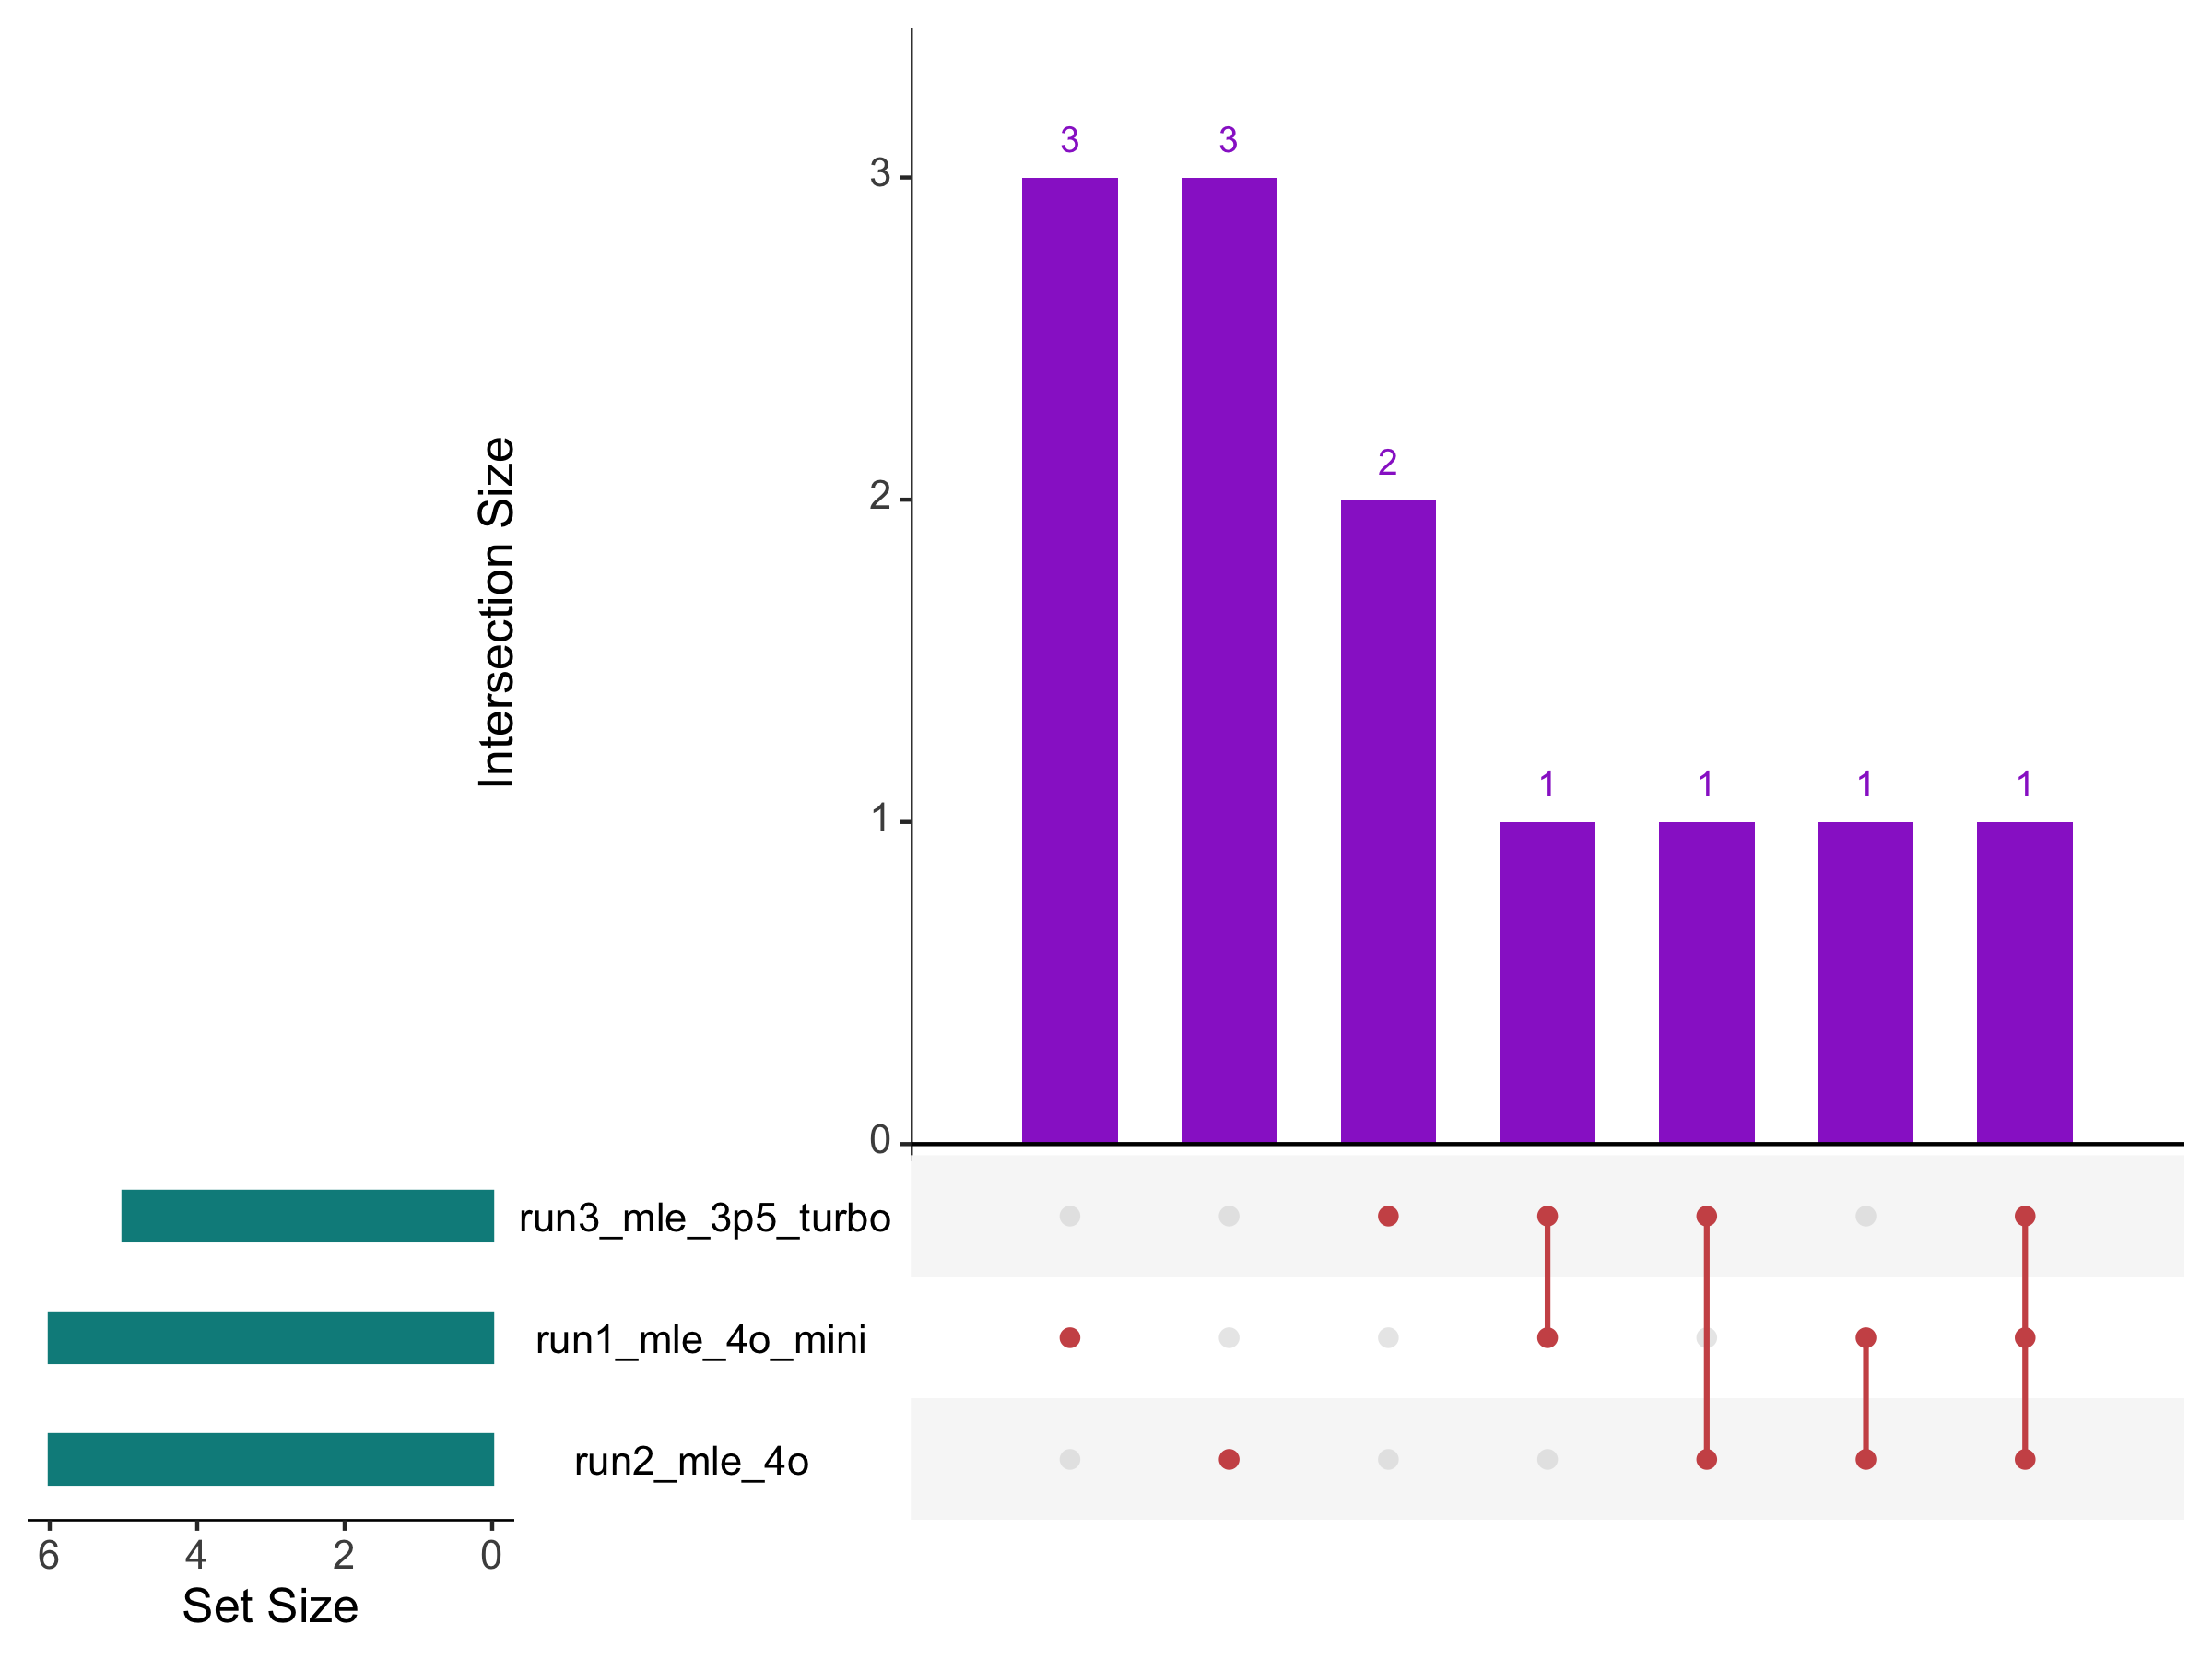 3 3
3
2
2
Intersection Size
1 1 1 1
1
0
run3_mle_3p5_turbo
run1_mle_4o_mini
run2_mle_4o
6 4 2 0
Set Size